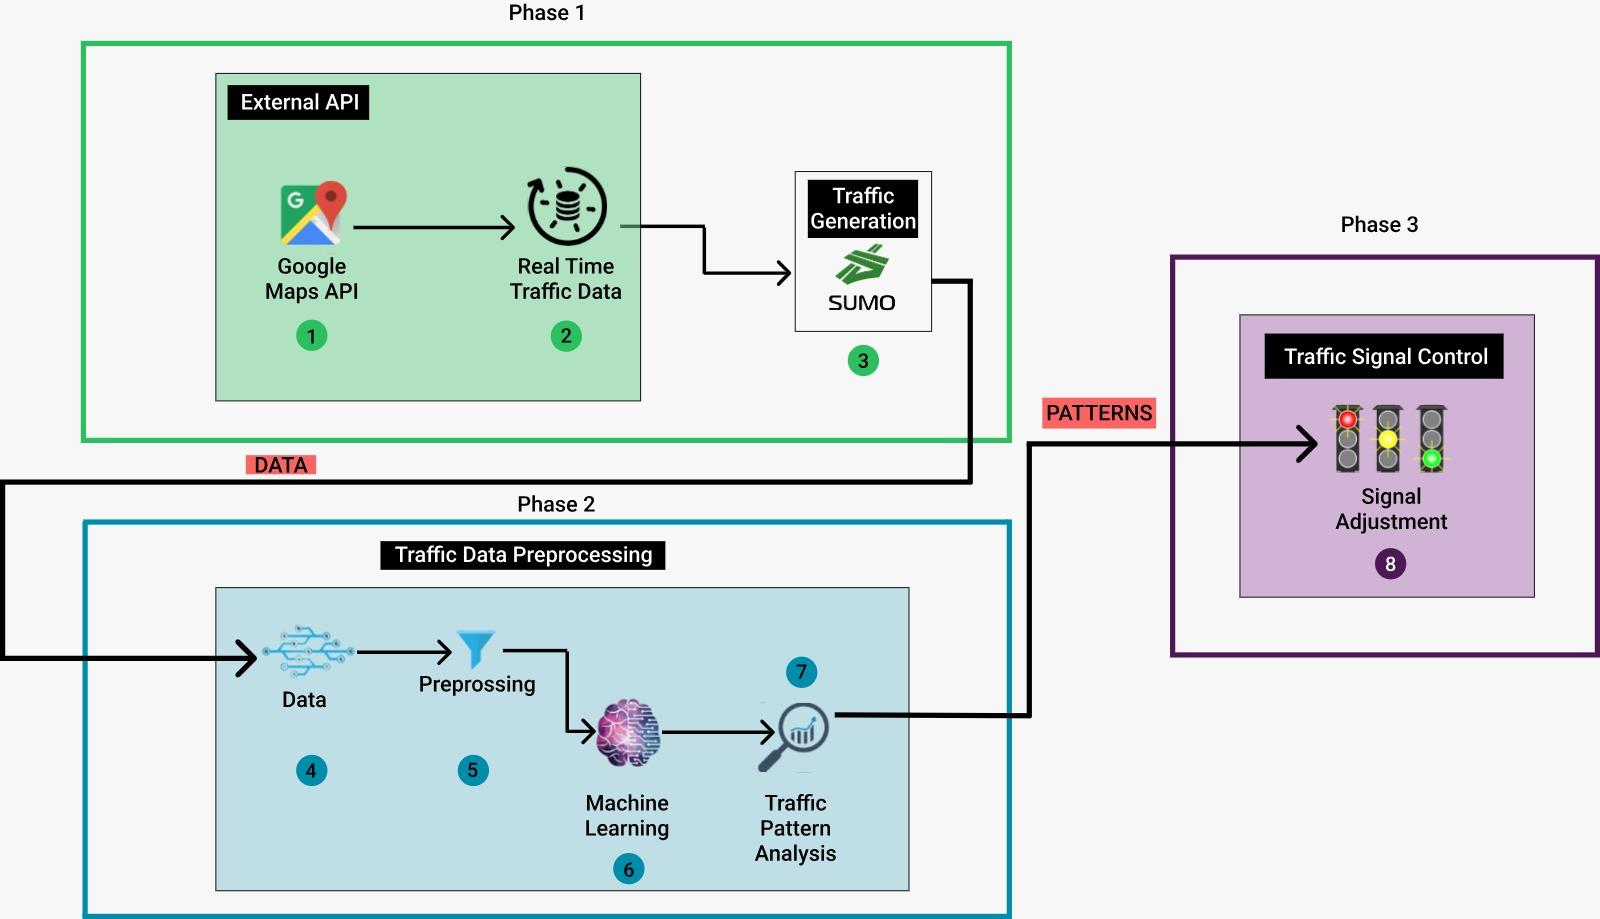 Phase 1
External API
G
Google
Maps API
1
Real Time
Traffic Data
2
Traffic
Generation
SUMO
3
DATA
Phase 2
Traffic Data Preprocessing
Data
4
Preprossing
5
Machine
Learning
6
7
Traffic
Pattern
Analysis
PATTERNS
Phase 3
Traffic Signal Control
Signal
Adjustment
8